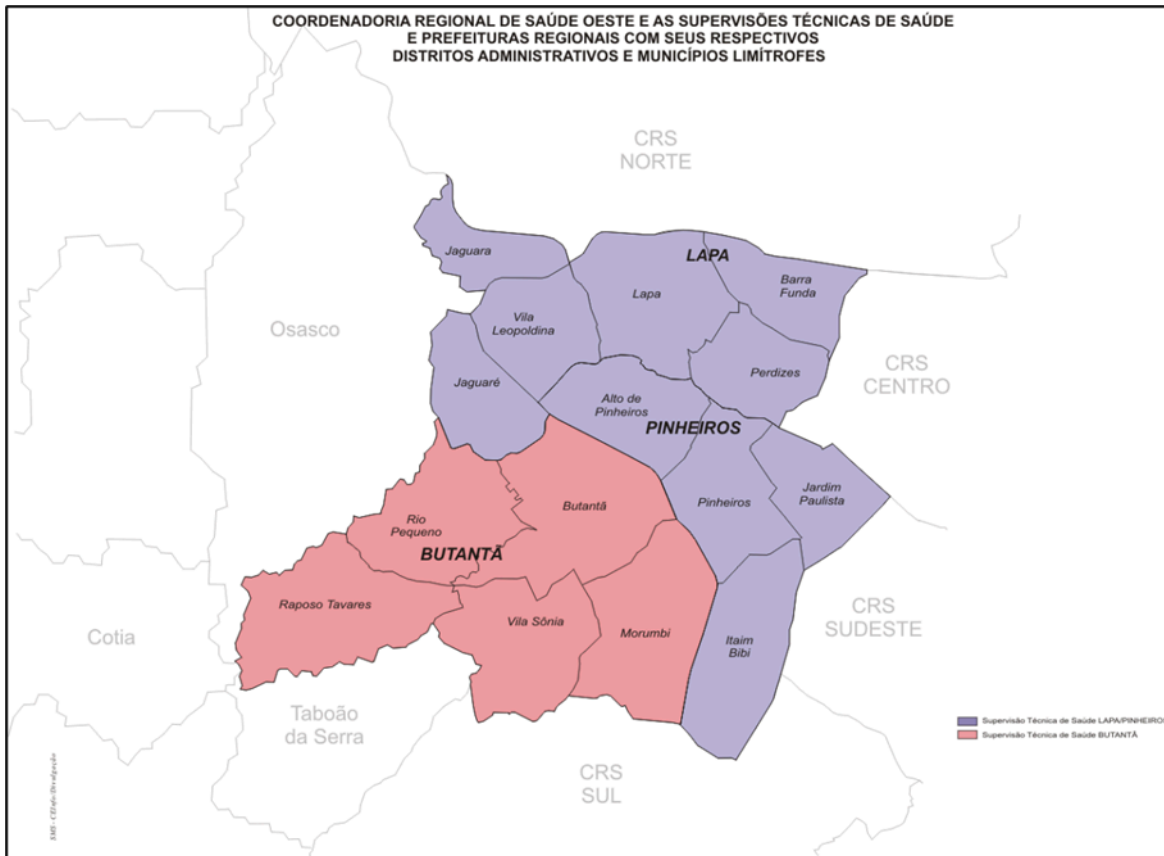 COORDENADORIA REGIONAL DE SAÚDE OESTE E AS SUPERVISÕES TÉCNICAS DE SAÚDE
E PREFEITURAS REGIONAIS COM SEUS RESPECTIVOS
DISTRITOS ADMINISTRATIVOS E MUNICÍPIOS LIMÍTROFES
CRS
NORTE
Jaguara
LAPA
Lapa
Barra
Funda
Vila
Leopoldina
Osasco
CRS
CENTRO
Perdizes
Jaguaré
Alto de
Pinheiros
PINHEIROS
Jardim
Paulista
Pinheiros
Butantã
Rio
Pequeno
BUTANTÃ
Raposo Tavares
Vila Sônia
Morumbi
Itaim
Bibi
CRS
SUDESTE
Cotia
Taboão
da Serra
CRS
SUL
Supervisão Técnica de Saúde LAPA/PINHEIROS
Supervisão Técnica de Saúde BUTANTÃ
SMS - CEInfo/Divulgação